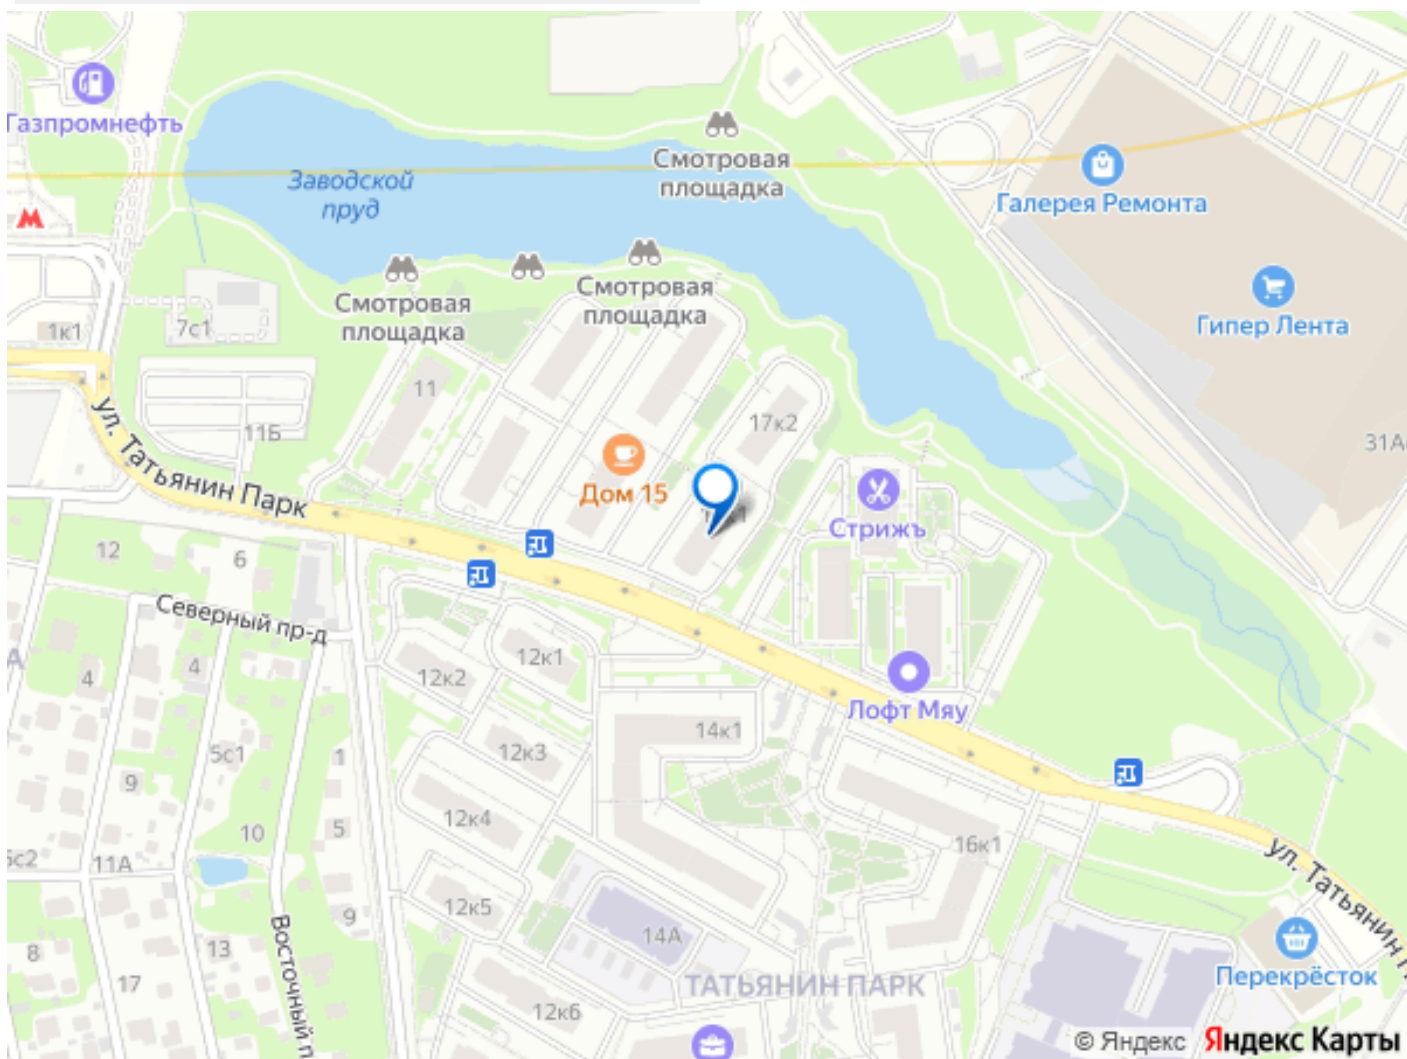 Газпромнефть
Заводской
пруд
Смотровая
площадка
Галерея Ремонта
Гипер Лента
Смотровая
площадка
Смотровая
площадка
1к1
7с1
11
11Б
17к2
31А
ул. Татьянин Парк
Дом 15
Стрижъ
12
6
Северный пр-д
4
4
12к1
12к2
Лофт Мяу
14к1
12к3
5с1
1
9
12к4
10
5
16к1
11А
ул. Татьянин
12к5
9
14А
13
8
17
Восточный п
ТАТЬЯНИН ПАРК
Перекрёсток
12к6
© Яндекс Яндекс Карты